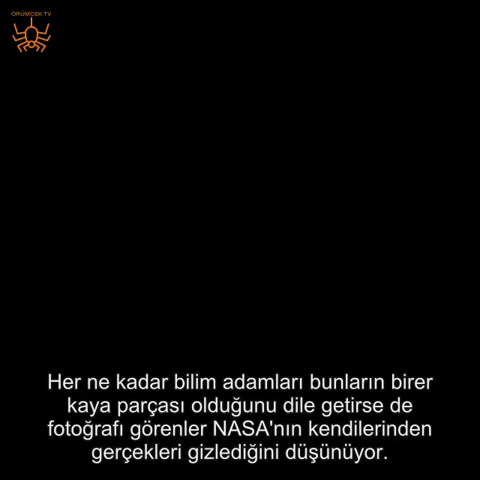 ÖRÜMCEK TV
Her ne kadar bilim adamları bunların birer
kaya parçası olduğunu dile getirse de
fotoğrafı görenler NASA'nın kendilerinden
gerçekleri gizlediğini düşünüyor.